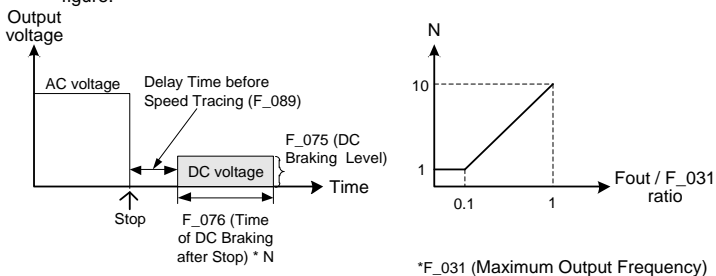 figure.
Output
voltage
AC voltage
Delay Time before
Speed Tracing (F_089)
F_075 (DC
Braking Level)
DC voltage
Time
Stop
F_076 (Time
of DC Braking
after Stop) * N
N
10
1
0.1
1
Fout / F_031
ratio
*F_031 (Maximum Output Frequency)